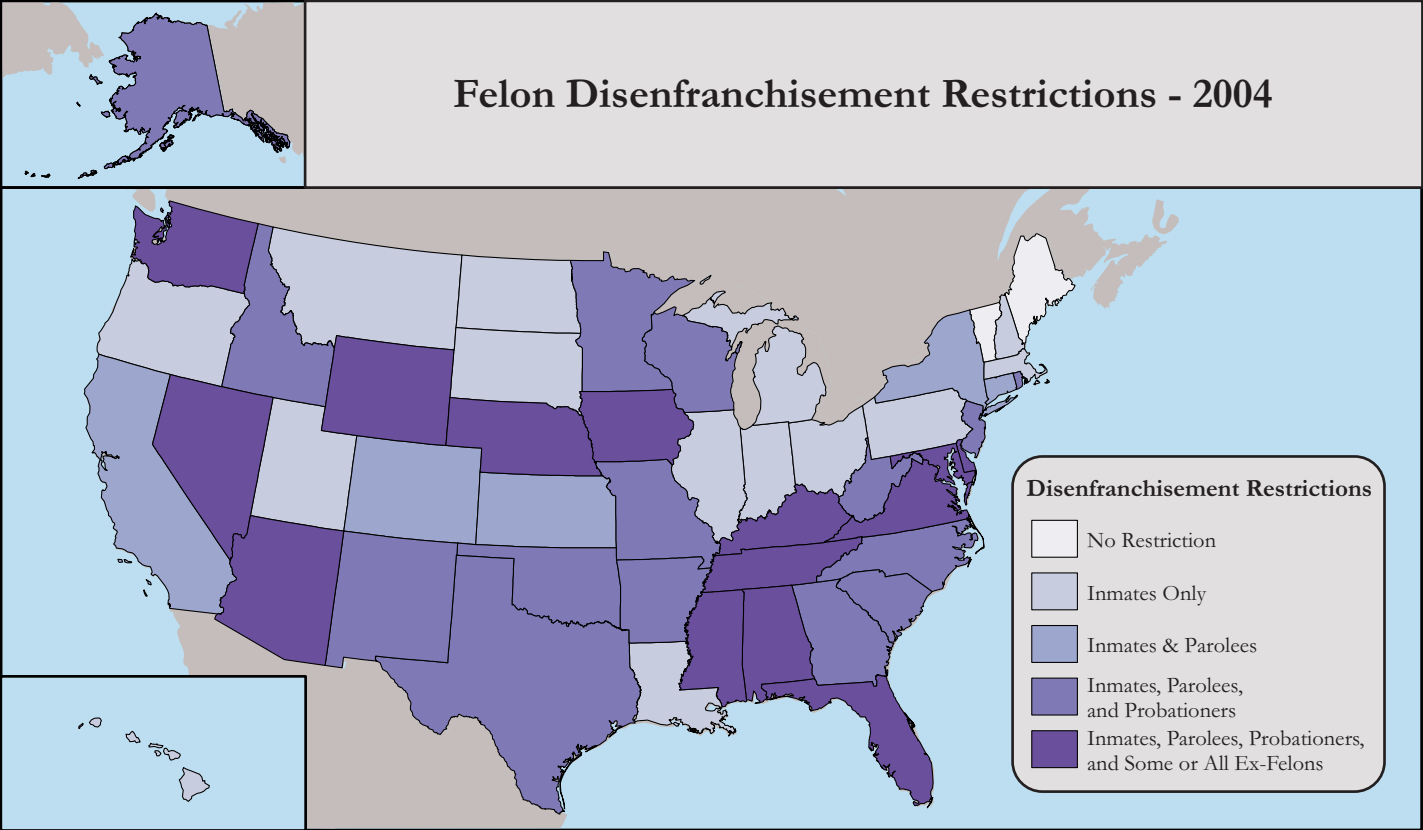 Felon Disenfranchisement Restrictions - 2004
Disenfranchisement Restrictions
No Restriction
Inmates Only
Inmates & Parolees
Inmates, Parolees,
and Probationers
Inmates, Parolees, Probationers,
and Some or All Ex-Felons